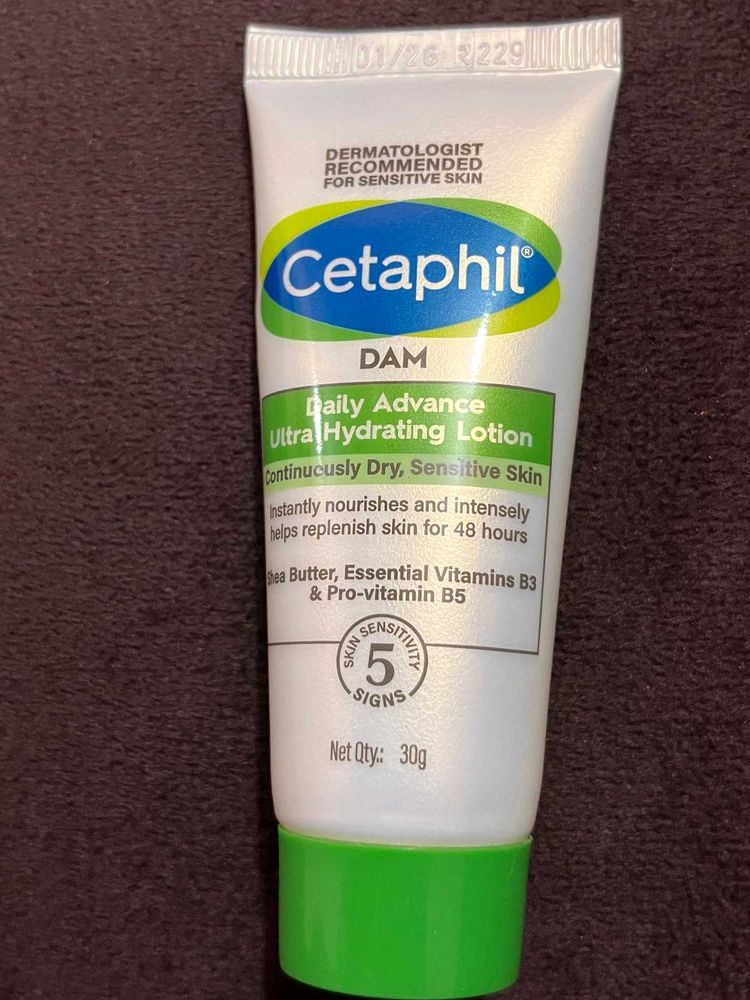 01/26 ₹229
DERMATOLOGIST
RECOMMENDED
FOR SENSITIVE SKIN
Cetaphil®
DAM
Daily Advance
Ultra Hydrating Lotion
Continuously Dry, Sensitive Skin
Instantly nourishes and intensely
helps replenish skin for 48 hours
Shea Butter, Essential Vitamins B3
& Pro-vitamin B5
SKIN SENSITIVITY
5
SIGNS
Net Qty.: 30g